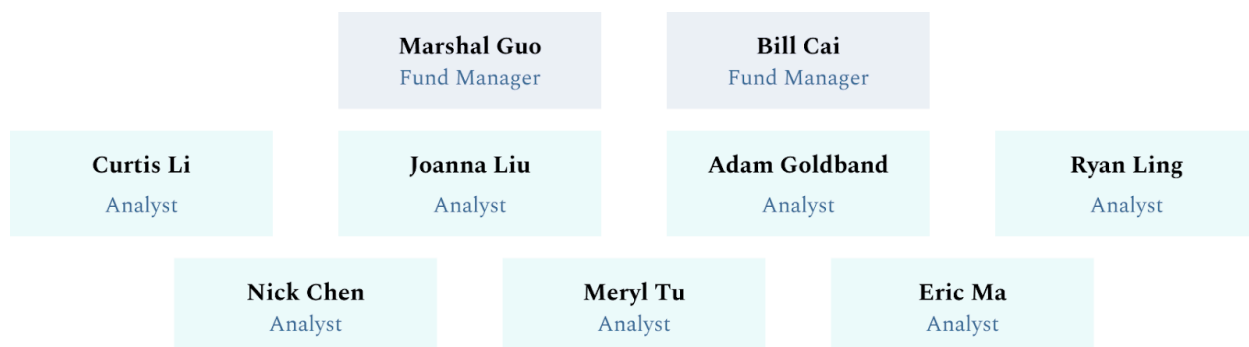 Marshal Guo
Fund Manager
Bill Cai
Fund Manager
Curtis Li
Analyst
Joanna Liu
Analyst
Adam Goldband
Analyst
Ryan Ling
Analyst
Nick Chen
Analyst
Meryl Tu
Analyst
Eric Ma
Analyst